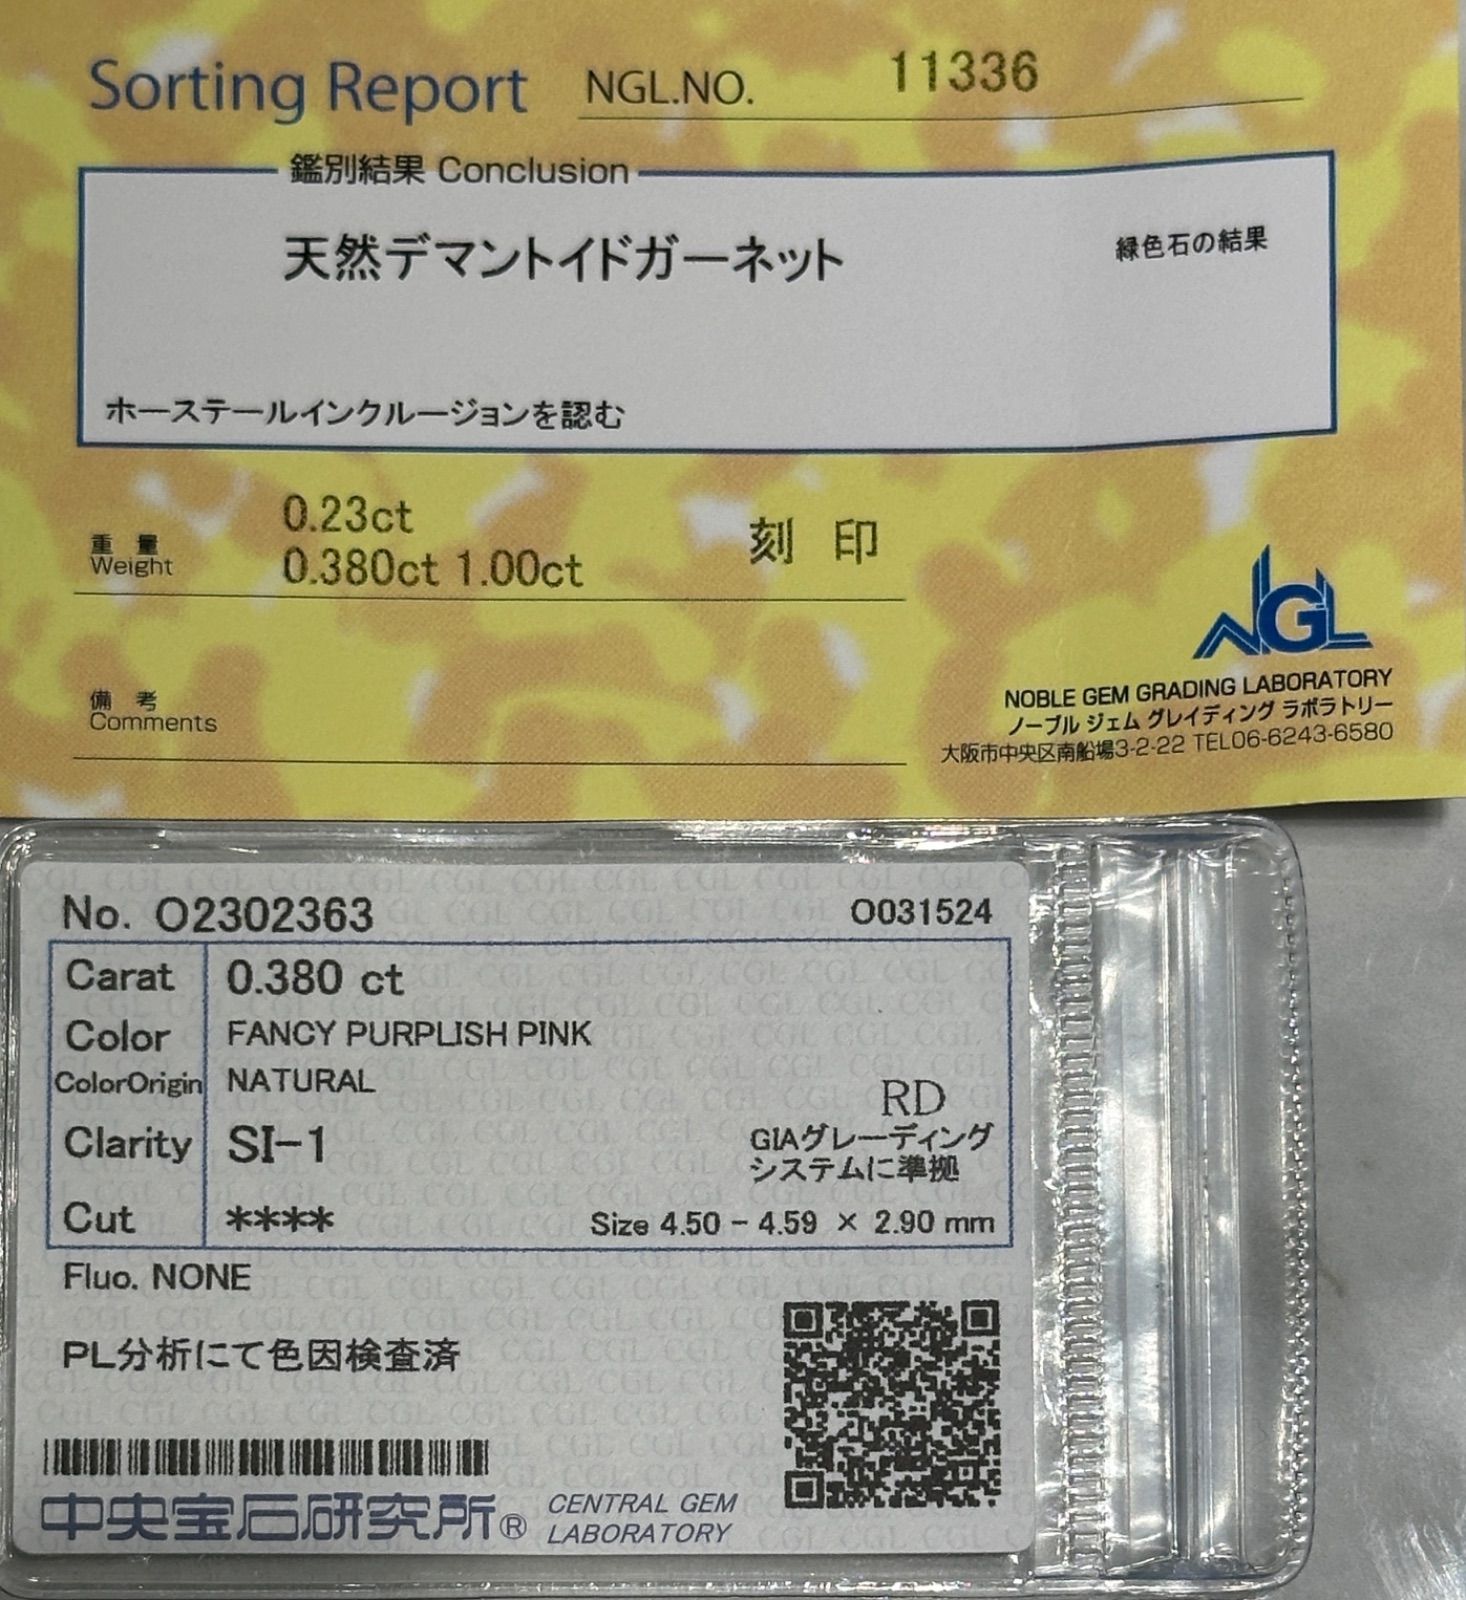 Sorting Report NGL.NO. 11336
鑑別結果 Conclusion
天然デマントイドガーネット 緑色石の結果
ホーステールインクルージョンを認む
0.23ct
重量 Weight 0.380ct 1.00ct 刻印
NGL
備考 Comments
NOBLE GEM GRADING LABORATORY
ノーブル ジェム グレイディング ラボラトリー
大阪市中央区南船場3-2-22 TEL06-6243-6580
No. O2302363 O031524
Carat 0.380 ct
Color FANCY PURPLISH PINK
ColorOrigin NATURAL
RD
Clarity SI-1 GIAグレーディング
システムに準拠
Cut **** Size 4.50 - 4.59 × 2.90 mm
Fluo. NONE
PL分析にて色因検査済
中央宝石研究所® CENTRAL GEM
LABORATORY